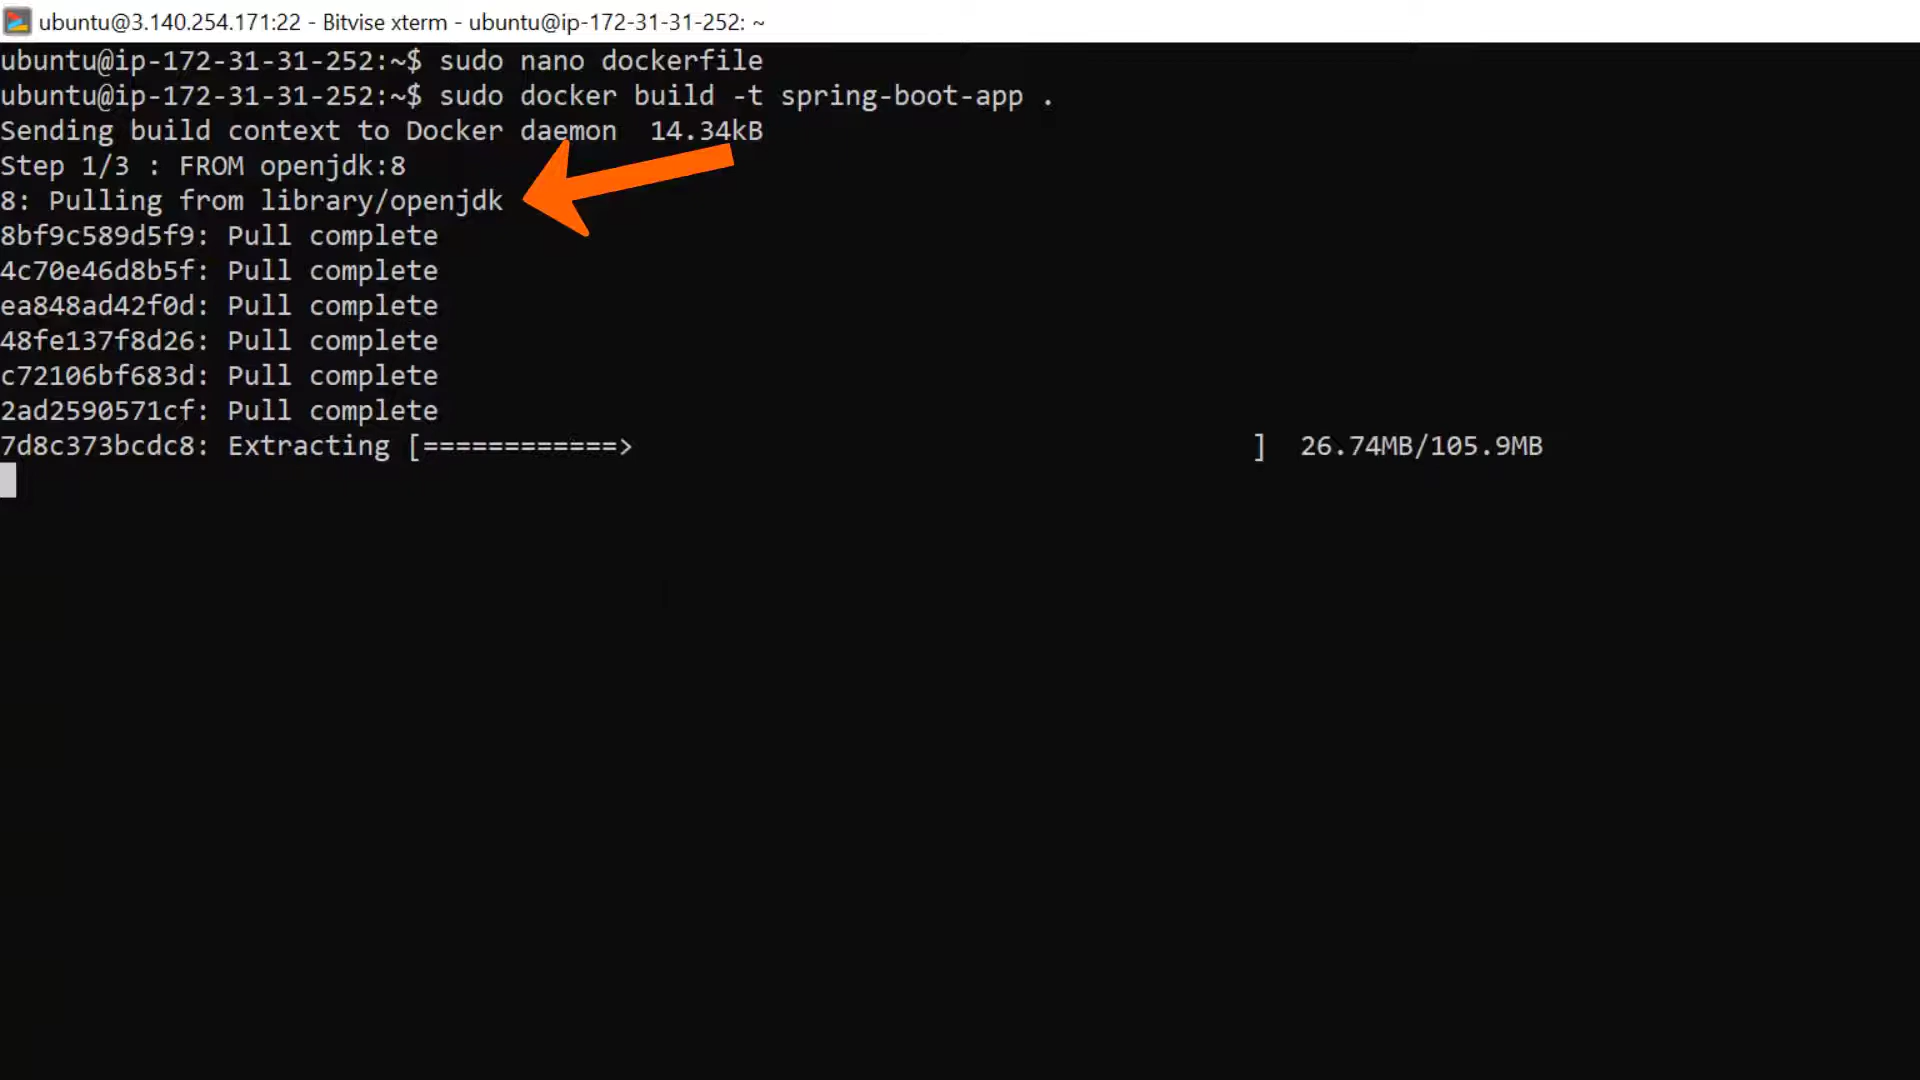 ubuntu@3.140.254.171:22 - Bitvise xterm - ubuntu@ip-172-31-31-252: ~
ubuntu@ip-172-31-31-252:~$ sudo nano dockerfile
ubuntu@ip-172-31-31-252:~$ sudo docker build -t spring-boot-app .
Sending build context to Docker daemon  14.34kB
Step 1/3 : FROM openjdk:8
8: Pulling from library/openjdk
8bf9c589d5f9: Pull complete
4c70e46d8b5f: Pull complete
ea848ad42f0d: Pull complete
48fe137f8d26: Pull complete
c72106bf683d: Pull complete
2ad2590571cf: Pull complete
7d8c373bcdc8: Extracting [============>                                      ]  26.74MB/105.9MB